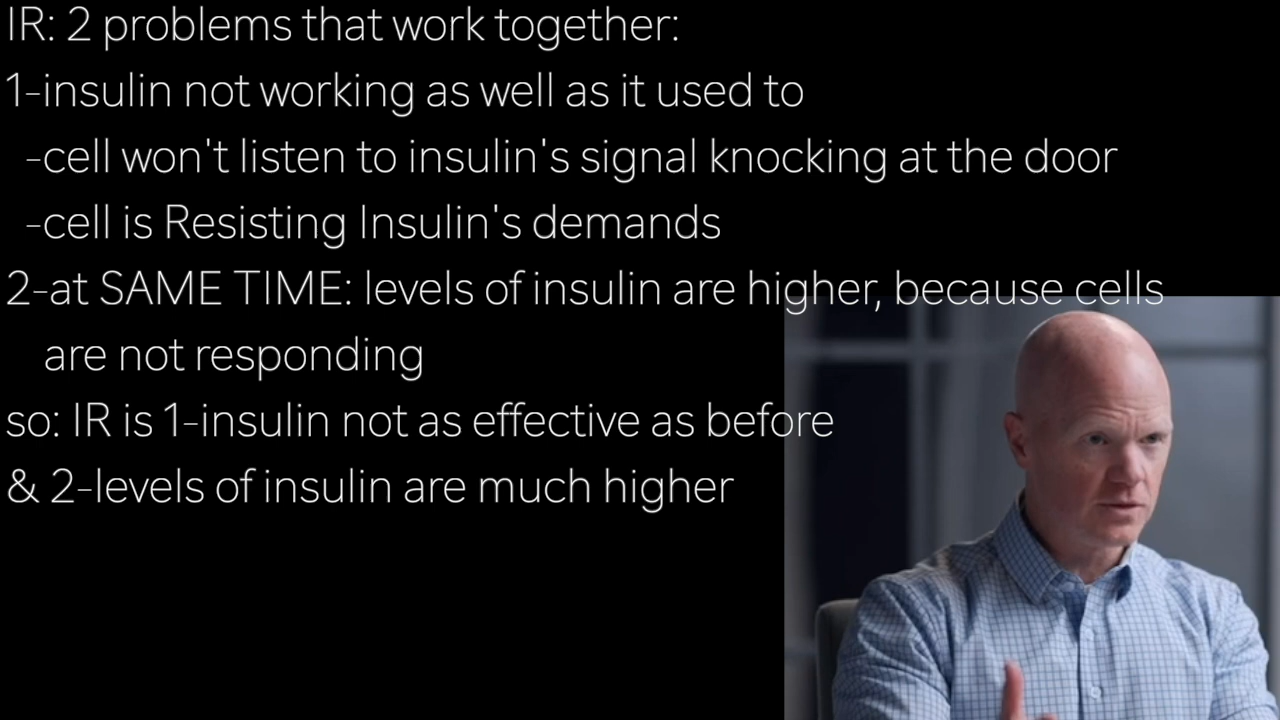 IR: 2 problems that work together:
1-insulin not working as well as it used to
-cell won't listen to insulin's signal knocking at the door
-cell is Resisting Insulin's demands
2-at SAME TIME: levels of insulin are higher, because cells
are not responding
so: IR is 1-insulin not as effective as before
& 2-levels of insulin are much higher